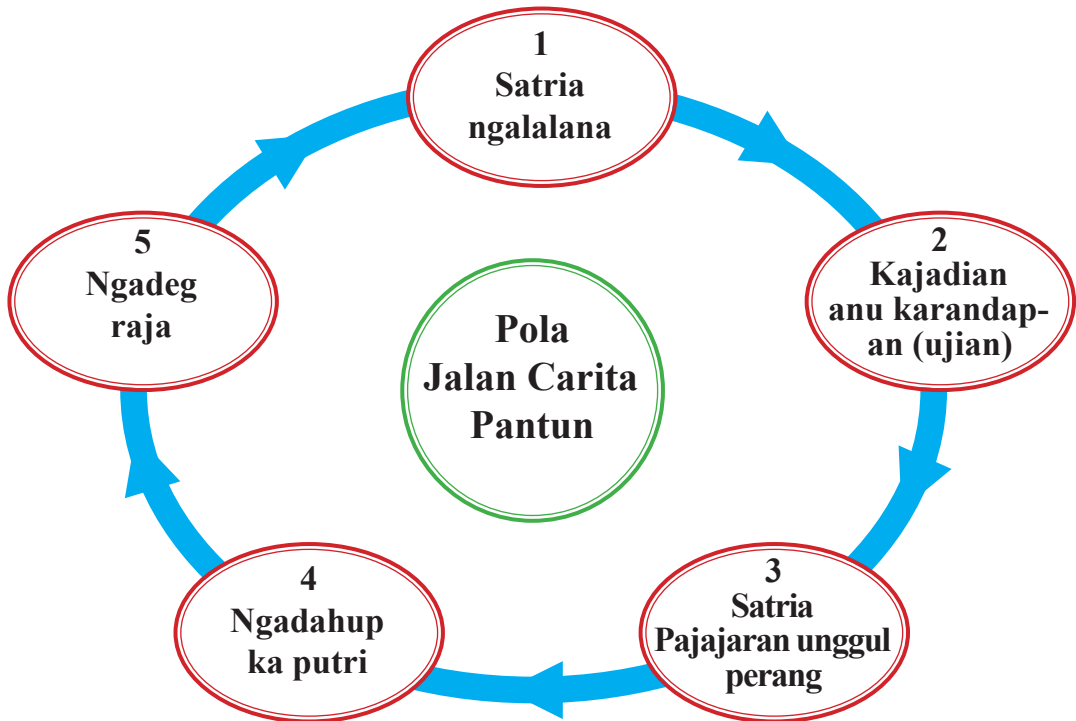 1
Satria
ngalalana
2
Kajadian
anu karandap-
an (ujian)
3
Satria
Pajajaran unggul
perang
4
Ngadahup
ka putri
5
Ngadeg
raja
Pola
Jalan Carita
Pantun